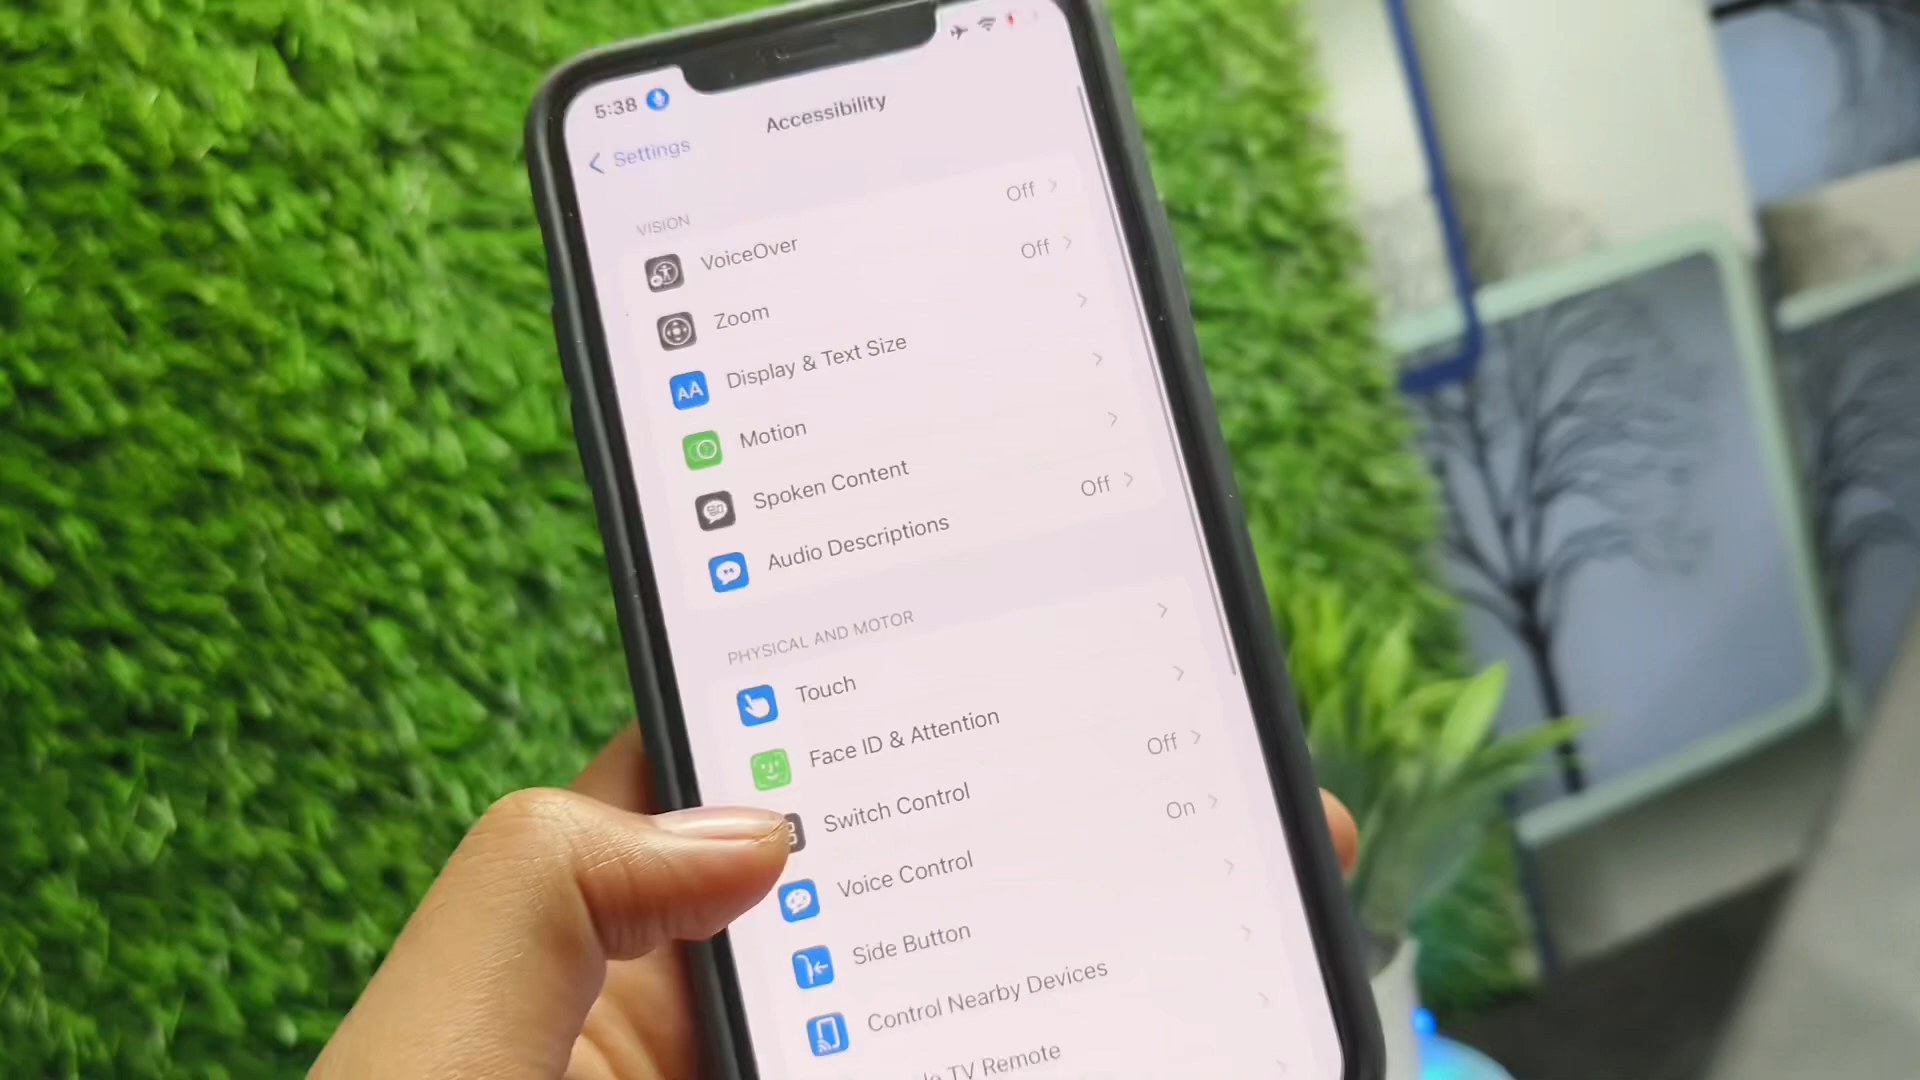 5:38
Settings
Accessibility
VISION
VoiceOver Off
Zoom Off
Display & Text Size
AA
Motion
Spoken Content
Audio Descriptions Off
PHYSICAL AND MOTOR
Touch
Face ID & Attention
Switch Control Off
Voice Control On
Side Button
Control Nearby Devices
TV Remote